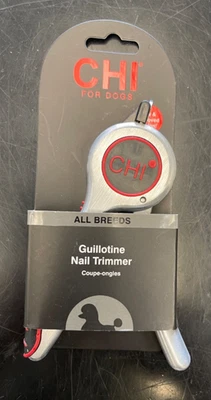 CHI
FOR DOGS
CHI
ALL BREEDS
Guillotine
Nail Trimmer
Coupe-ongles